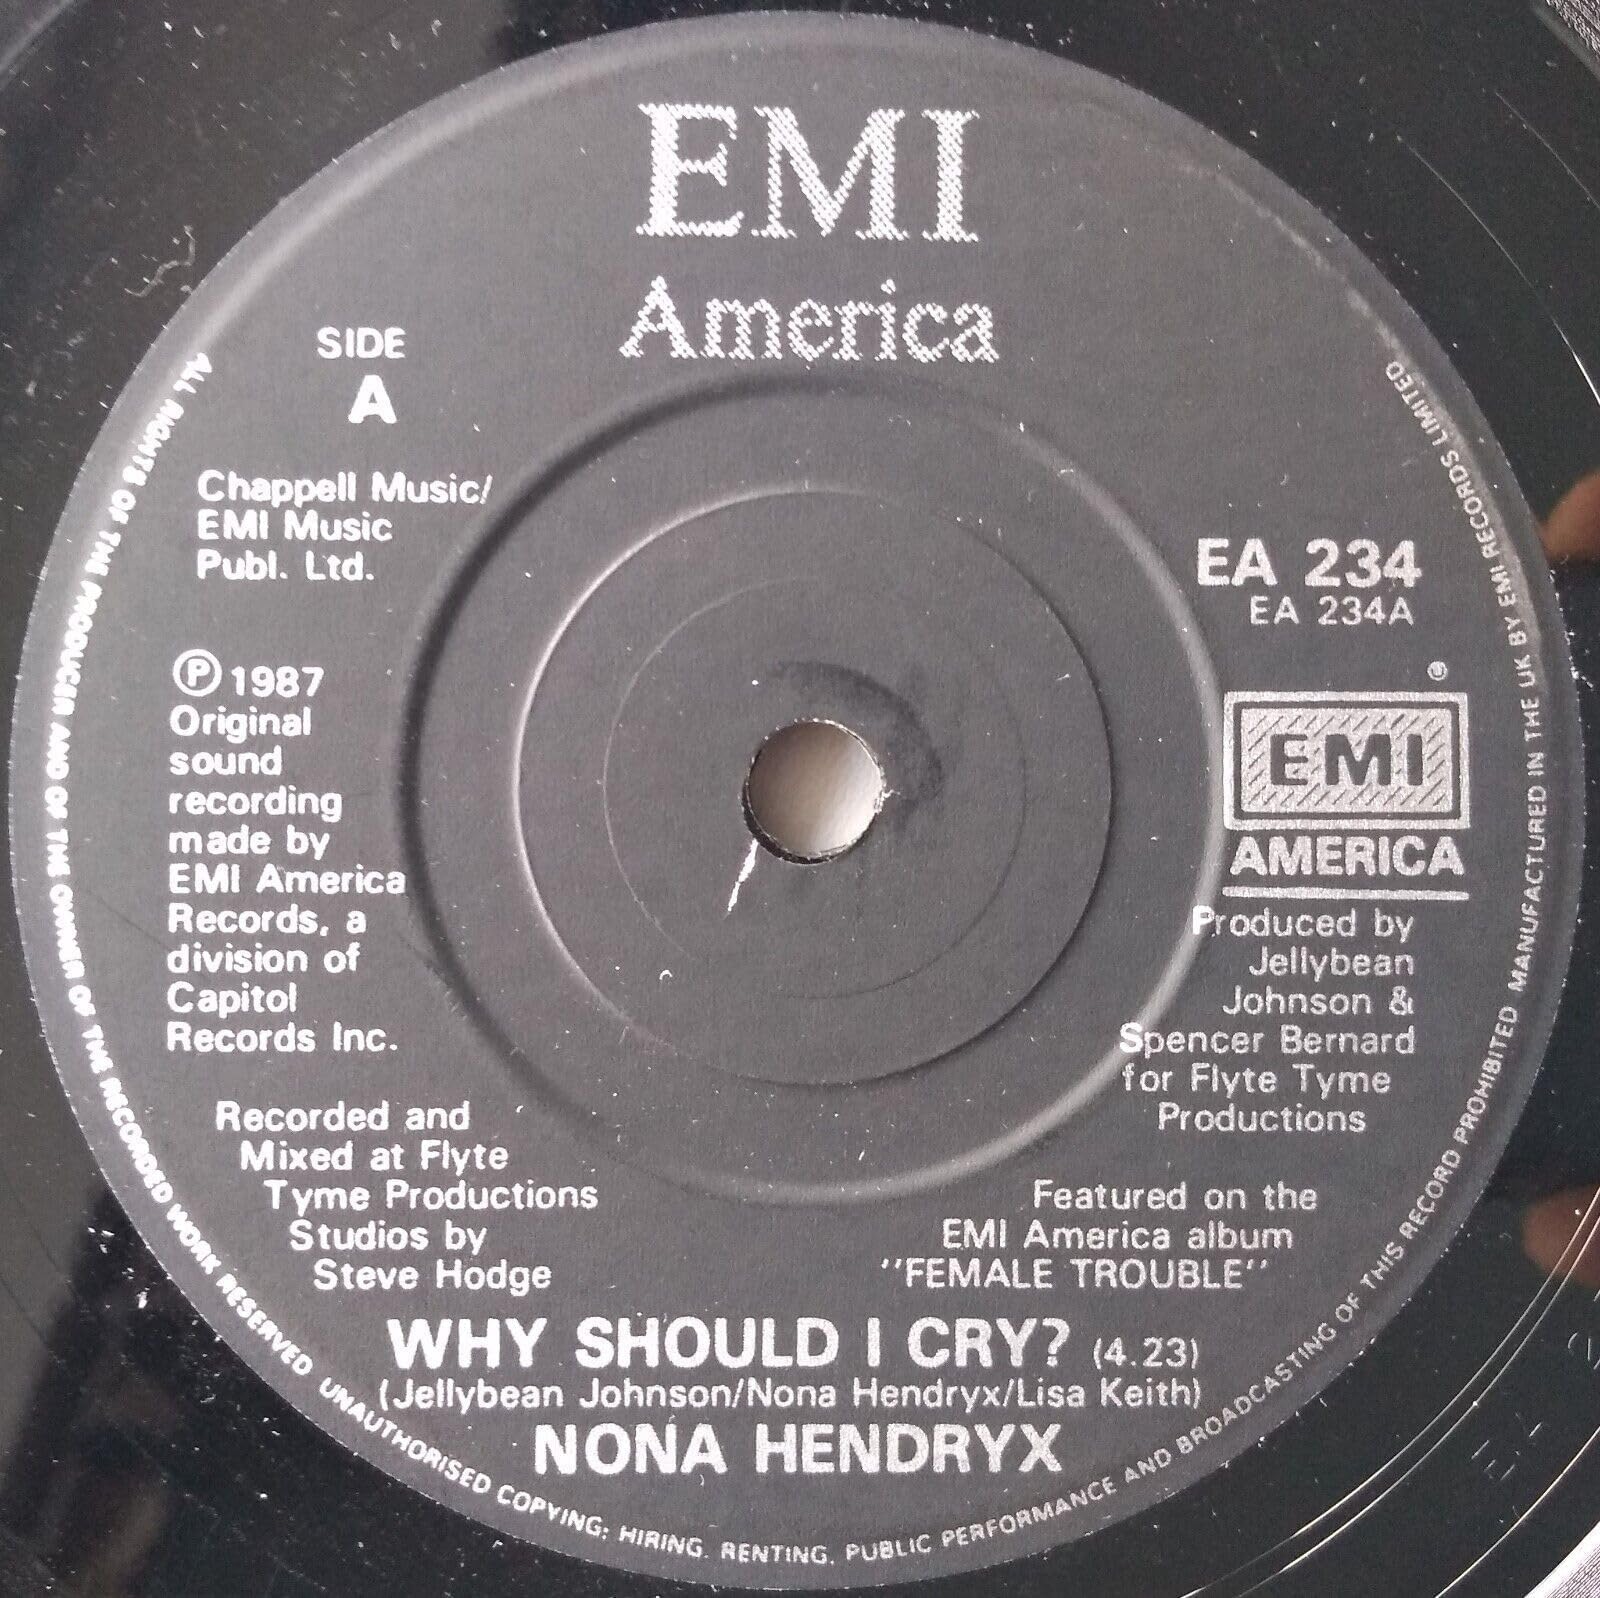 EMI
America
SIDE
A
Chappell Music/
EMI Music
Publ. Ltd.
EA 234
EA 234A
Ⓟ 1987
Original
sound
recording
made by
EMI America
Records, a
division of
Capitol
Records Inc.
EMI
AMERICA
Produced by
Jellybean
Johnson &
Spencer Bernard
for Flyte Tyme
Productions
Recorded and
Mixed at Flyte
Tyme Productions
Studios by
Steve Hodge
Featured on the
EMI America album
"FEMALE TROUBLE"
WHY SHOULD I CRY? (4.23)
(Jellybean Johnson/Nona Hendryx/Lisa Keith)
NONA HENDRYX
ALL RIGHTS OF THE PRODUCER AND OF THE OWNER OF THE RECORDED WORK RESERVED UNAUTHORISED COPYING; HIRING. RENTING, PUBLIC PERFORMANCE AND BROADCASTING OF THIS RECORD PROHIBITED MANUFACTURED IN THE UK BY EMI RECORDS LIMITED